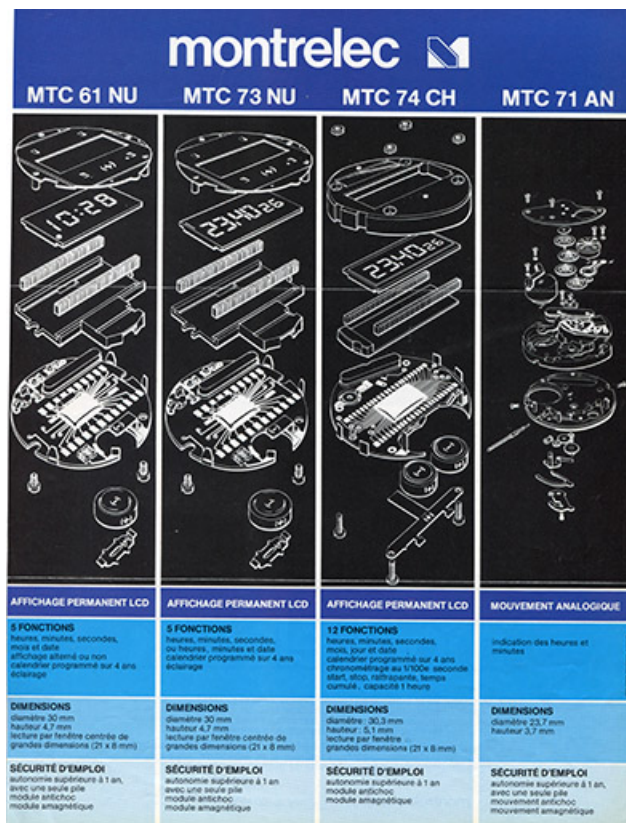 montrelec
MTC 61 NU
MTC 73 NU
MTC 74 CH
MTC 71 AN
10:28
23:40 26
23:40 26
AFFICHAGE PERMANENT LCD
5 FONCTIONS
heures, minutes, secondes,
mois et date
affichage alterné ou non
calendrier programmé sur 4 ans
éclairage
DIMENSIONS
diamètre 30 mm
hauteur 4,7 mm
lecture par fenêtre centrée de
grandes dimensions (21 x 8 mm)
SÉCURITÉ D'EMPLOI
autonomie supérieure à 1 an,
avec une seule pile
module antichoc
module amagnétique
AFFICHAGE PERMANENT LCD
5 FONCTIONS
heures, minutes, secondes,
ou heures, minutes et date
calendrier programmé sur 4 ans
éclairage
DIMENSIONS
diamètre 30 mm
hauteur 4,7 mm
lecture par fenêtre centrée de
grandes dimensions (21 x 8 mm)
SÉCURITÉ D'EMPLOI
autonomie supérieure à 1 an,
avec une seule pile
module antichoc
module amagnétique
AFFICHAGE PERMANENT LCD
12 FONCTIONS
heures, minutes, secondes,
mois, jour et date
calendrier programmé sur 4 ans
chronométrage au 1/100e seconde
start, stop, rattrapante, temps
cumulé, capacité 1 heure
DIMENSIONS
diamètre : 30,3 mm
hauteur : 5,1 mm
lecture par fenêtre
grandes dimensions (21 x 8 mm)
SÉCURITÉ D'EMPLOI
autonomie supérieure à 1 an
module antichoc
module amagnétique
MOUVEMENT ANALOGIQUE
indication des heures et
minutes
DIMENSIONS
diamètre 23,7 mm
hauteur 3,7 mm
SÉCURITÉ D'EMPLOI
autonomie supérieure à 1 an,
avec une seule pile
mouvement antichoc
mouvement amagnétique